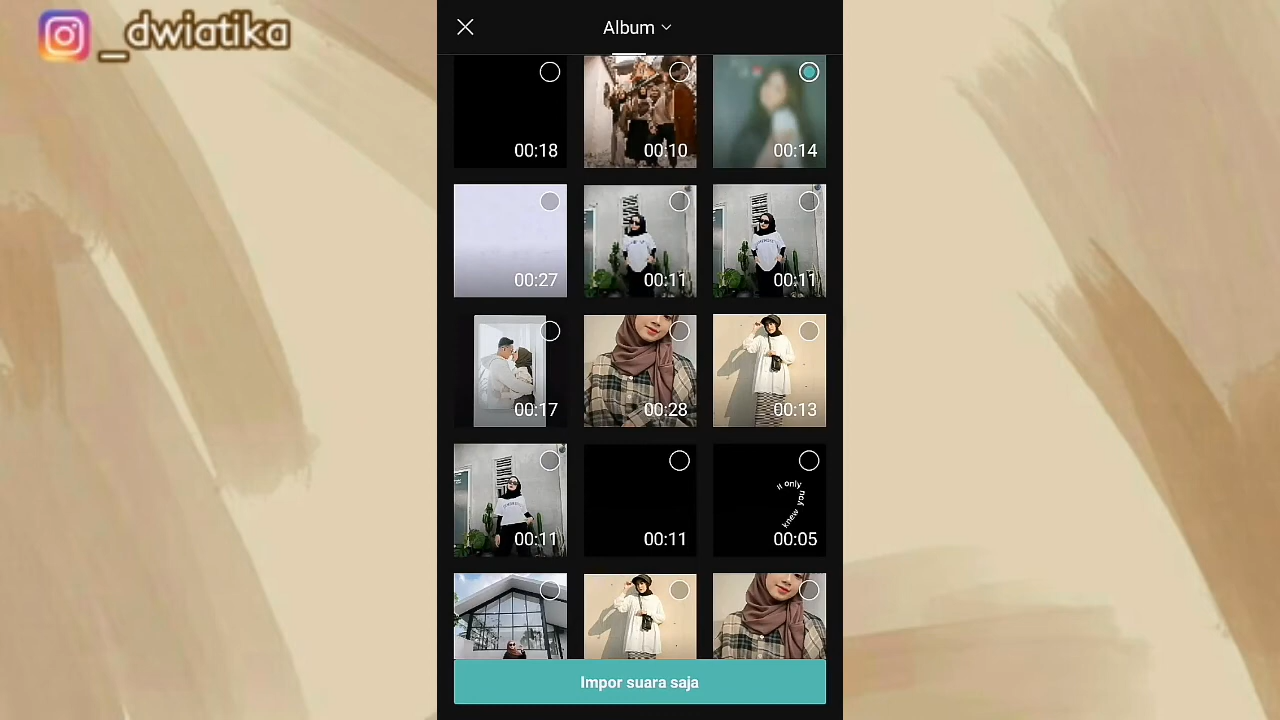 _dwiatika
Album
00:18
00:10
00:14
00:27
00:11
00:11
00:17
00:28
00:13
00:11
00:11
if only
you
knew
00:05
Impor suara saja